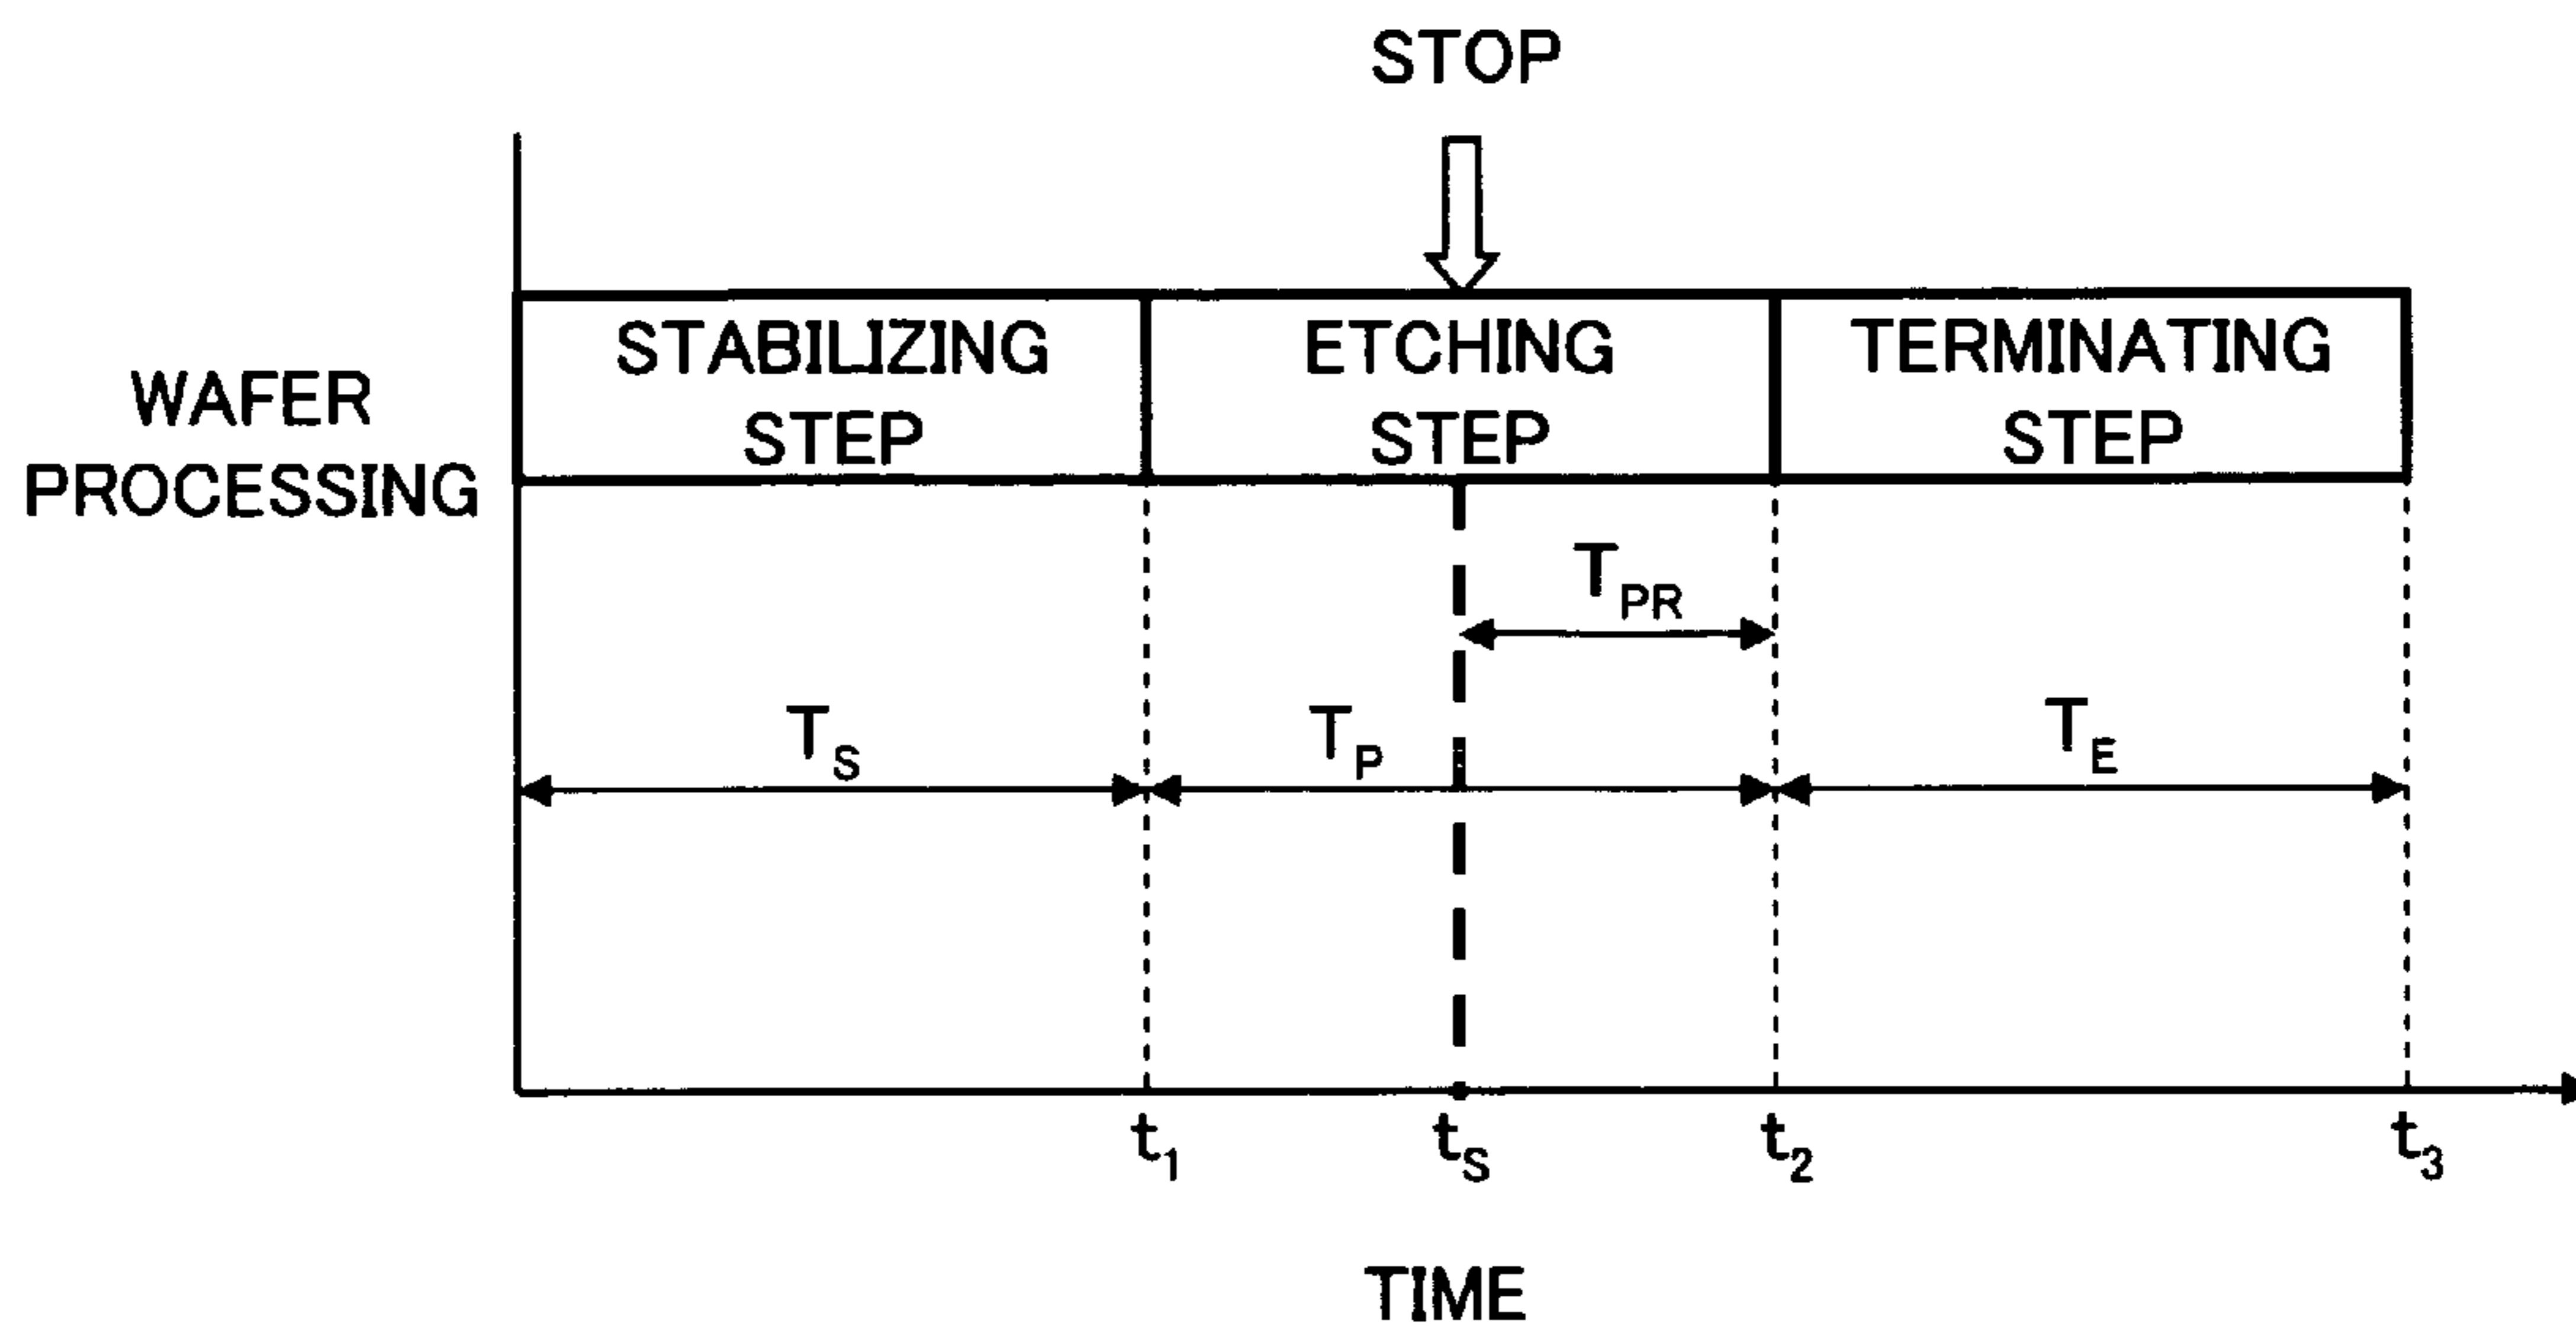 STOP
STABILIZING
STEP
ETCHING
STEP
TERMINATING
STEP
WAFER
PROCESSING
T_PR
T_S
T_P
T_E
t_1
t_S
t_2
t_3
TIME